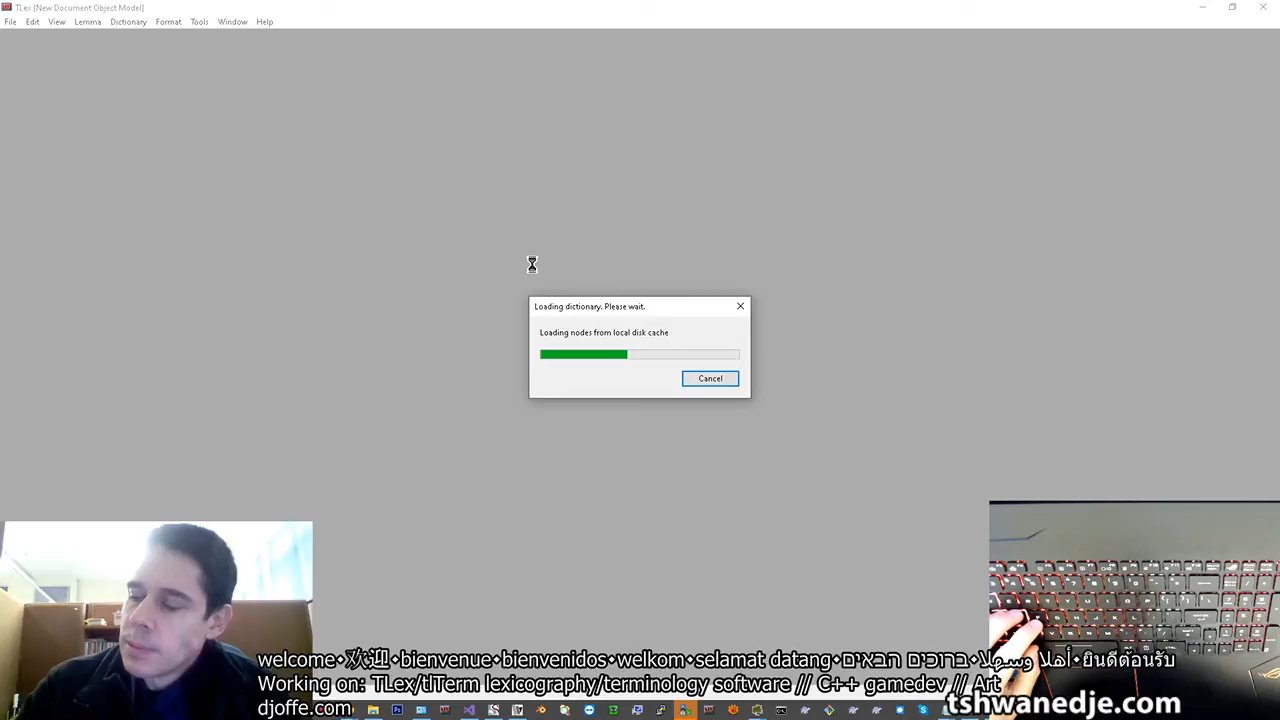 TLex [New Document Object Model]
File Edit View Lemma Dictionary Format Tools Window Help
Loading dictionary. Please wait.
Loading nodes from local disk cache
Cancel
welcome•欢迎•bienvenue•bienvenidos•welkom•selamat datang•ברוכים הבאים•أهلا وسهلا•ยินดีต้อนรับ
Working on: TLex/tlTerm lexicography/terminology software // C++ gamedev // Art
djoffe.com
tshwanedje.com